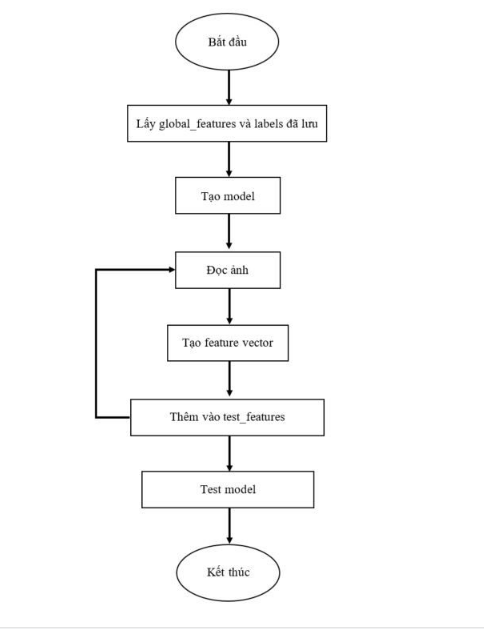 Bắt đầu
Lấy global_features và labels đã lưu
Tạo model
Đọc ảnh
Tạo feature vector
Thêm vào test_features
Test model
Kết thúc